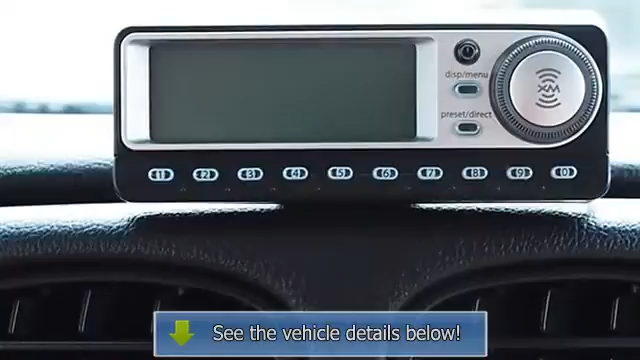 disp/menu
XM
preset/direct
1 2 3 4 5 6 7 8 9 0
See the vehicle details below!